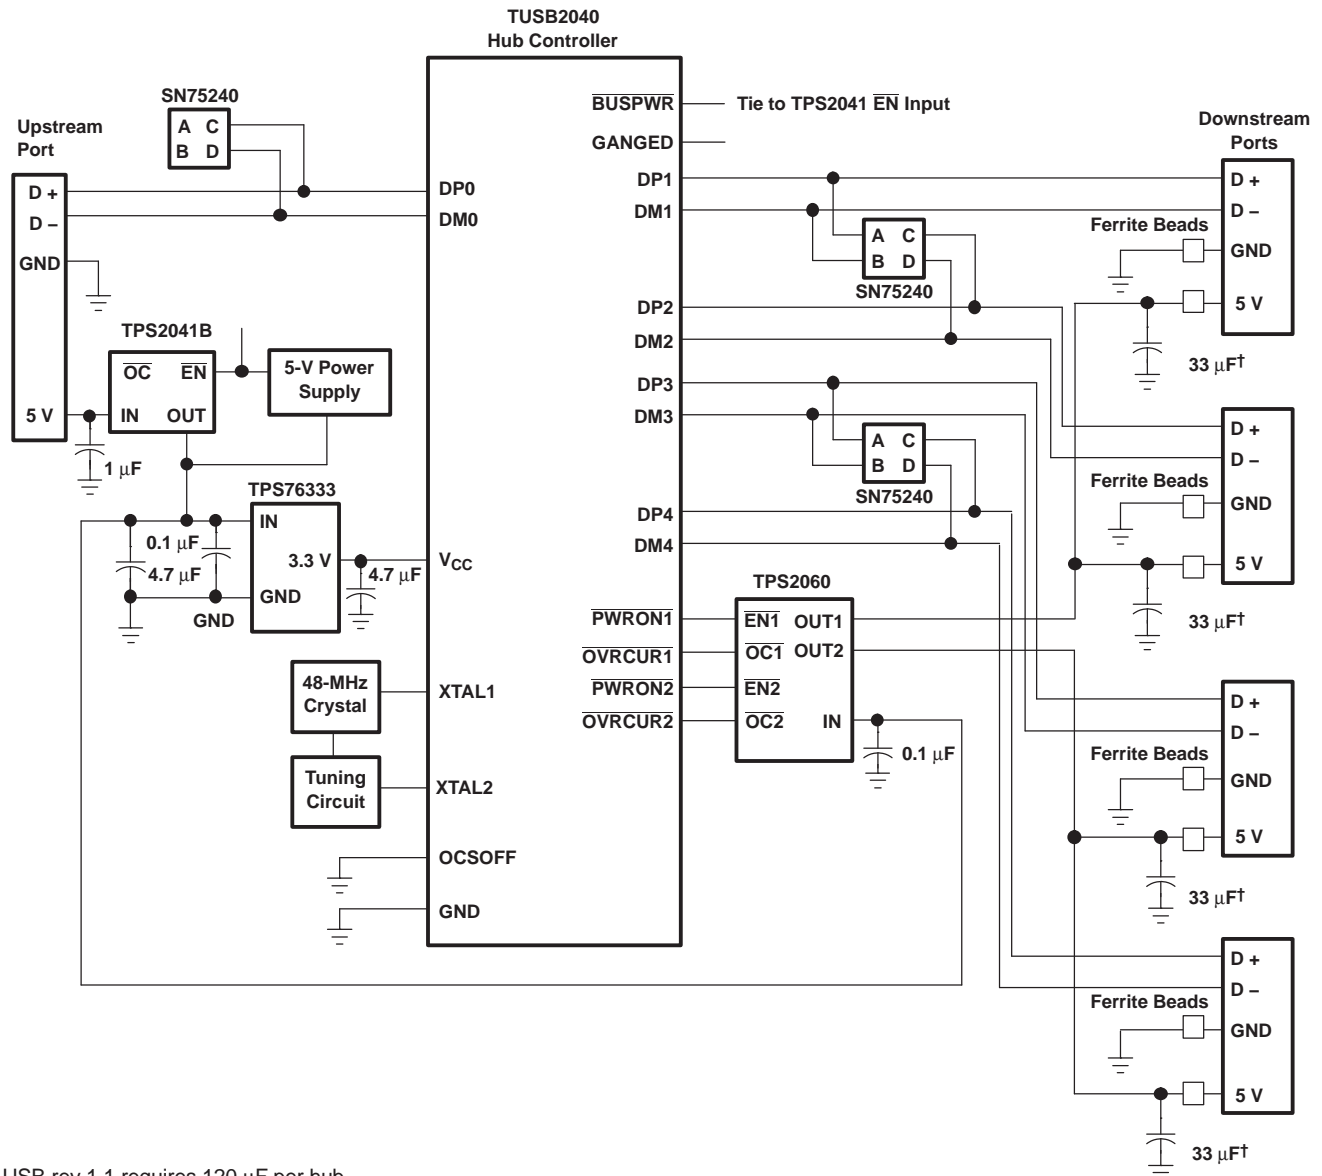 TUSB2040
Hub Controller
SN75240
A C
B D
Upstream
Port
D +
D –
GND
5 V
BUSPWR
Tie to TPS2041 EN Input
GANGED
DP0
DM0
DP1
DM1
DP2
DM2
DP3
DM3
DP4
DM4
Downstream
Ports
D +
D –
Ferrite Beads
GND
5 V
33 µF†
A C
B D
SN75240
TPS2041B
OC EN
IN OUT
5-V Power
Supply
1 µF
D +
D –
Ferrite Beads
GND
5 V
33 µF†
A C
B D
SN75240
TPS76333
IN
3.3 V
GND
0.1 µF
4.7 µF
GND
4.7 µF
VCC
TPS2060
PWRON1
OVRCUR1
PWRON2
OVRCUR2
EN1 OUT1
OC1 OUT2
EN2
OC2 IN
0.1 µF
48-MHz
Crystal
XTAL1
Tuning
Circuit
XTAL2
OCSOFF
GND
D +
D –
Ferrite Beads
GND
5 V
33 µF†
D +
D –
Ferrite Beads
GND
5 V
33 µF†
USB rev 1.1 requires 120 µF per hub.